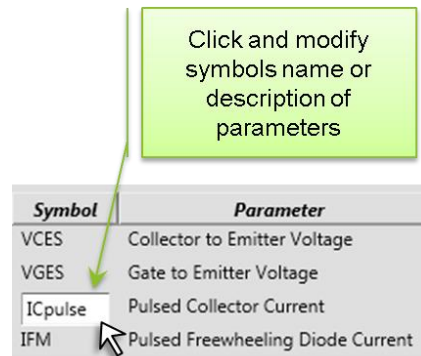 Click and modify
symbols name or
description of
parameters
Symbol Parameter
VCES Collector to Emitter Voltage
VGES Gate to Emitter Voltage
ICpulse Pulsed Collector Current
IFM Pulsed Freewheeling Diode Current